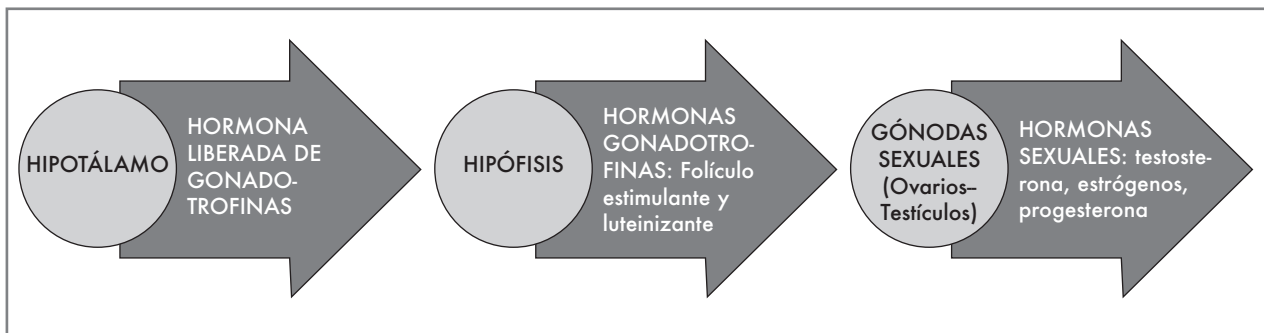 HIPOTÁLAMO
HORMONA
LIBERADA DE
GONADO-
TROFINAS
HIPÓFISIS
HORMONAS
GONADOTRO-
FINAS: Folículo
estimulante y
luteinizante
GÓNODAS
SEXUALES
(Ovarios–
Testículos)
HORMONAS
SEXUALES: testoste-
rona, estrógenos,
progesterona